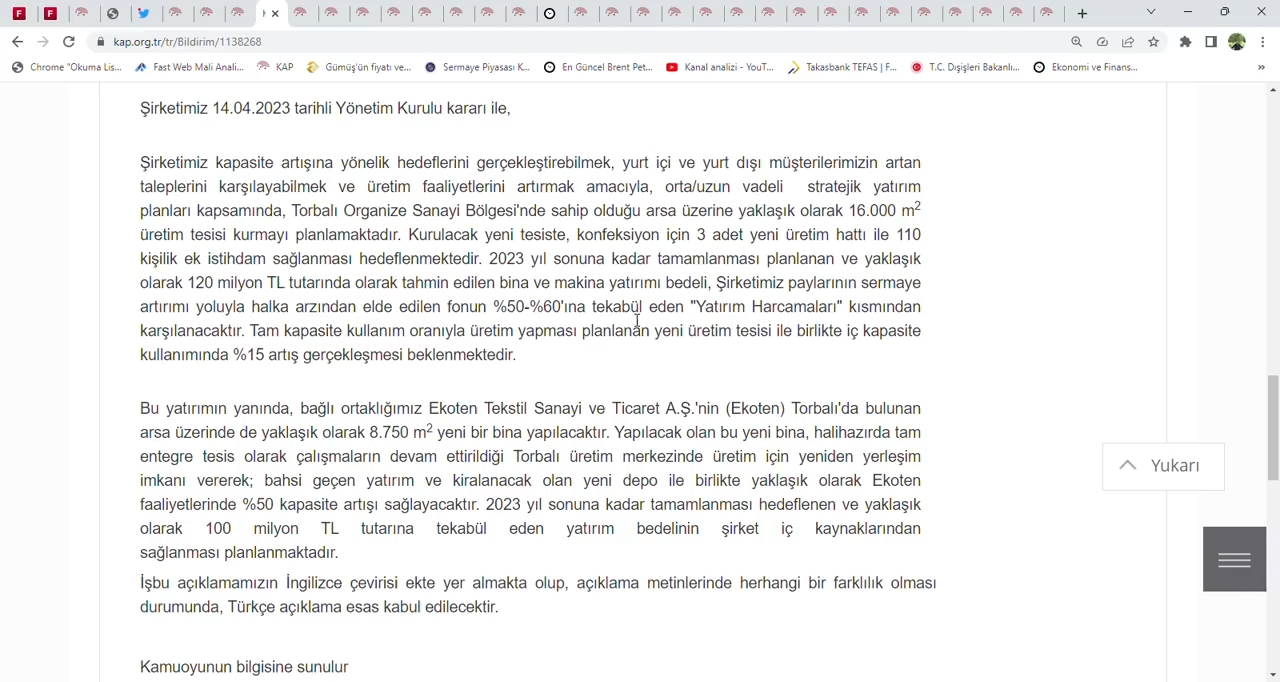 kap.org.tr/tr/Bildirim/1138268
Chrome "Okuma Lis... Fast Web Mali Anali... KAP Gümüş'ün fiyatı ve... Sermaye Piyasası K... En Güncel Brent Pet... Kanal analizi - YouT... Takasbank TEFAS | F... T.C. Dışişleri Bakanlı... Ekonomi ve Finans... »
Şirketimiz 14.04.2023 tarihli Yönetim Kurulu kararı ile,
Şirketimiz kapasite artışına yönelik hedeflerini gerçekleştirebilmek, yurt içi ve yurt dışı müşterilerimizin artan
taleplerini karşılayabilmek ve üretim faaliyetlerini artırmak amacıyla, orta/uzun vadeli stratejik yatırım
planları kapsamında, Torbalı Organize Sanayi Bölgesi'nde sahip olduğu arsa üzerine yaklaşık olarak 16.000 m²
üretim tesisi kurmayı planlamaktadır. Kurulacak yeni tesiste, konfeksiyon için 3 adet yeni üretim hattı ile 110
kişilik ek istihdam sağlanması hedeflenmektedir. 2023 yıl sonuna kadar tamamlanması planlanan ve yaklaşık
olarak 120 milyon TL tutarında olarak tahmin edilen bina ve makina yatırımı bedeli, Şirketimiz paylarının sermaye
artırımı yoluyla halka arzından elde edilen fonun %50-%60'ına tekabül eden "Yatırım Harcamaları" kısmından
karşılanacaktır. Tam kapasite kullanım oranıyla üretim yapması planlanan yeni üretim tesisi ile birlikte iç kapasite
kullanımında %15 artış gerçekleşmesi beklenmektedir.
Bu yatırımın yanında, bağlı ortaklığımız Ekoten Tekstil Sanayi ve Ticaret A.Ş.'nin (Ekoten) Torbalı'da bulunan
arsa üzerinde de yaklaşık olarak 8.750 m² yeni bir bina yapılacaktır. Yapılacak olan bu yeni bina, halihazırda tam
entegre tesis olarak çalışmaların devam ettirildiği Torbalı üretim merkezinde üretim için yeniden yerleşim
imkanı vererek; bahsi geçen yatırım ve kiralanacak olan yeni depo ile birlikte yaklaşık olarak Ekoten
faaliyetlerinde %50 kapasite artışı sağlayacaktır. 2023 yıl sonuna kadar tamamlanması hedeflenen ve yaklaşık
olarak 100 milyon TL tutarına tekabül eden yatırım bedelinin şirket iç kaynaklarından
sağlanması planlanmaktadır.
Yukarı
İşbu açıklamamızın İngilizce çevirisi ekte yer almakta olup, açıklama metinlerinde herhangi bir farklılık olması
durumunda, Türkçe açıklama esas kabul edilecektir.
Kamuoyunun bilgisine sunulur